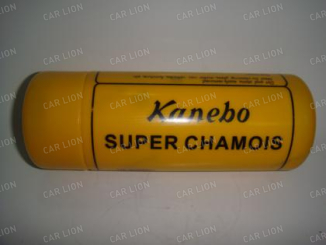 Kanebo
SUPER CHAMOIS
CAR LION